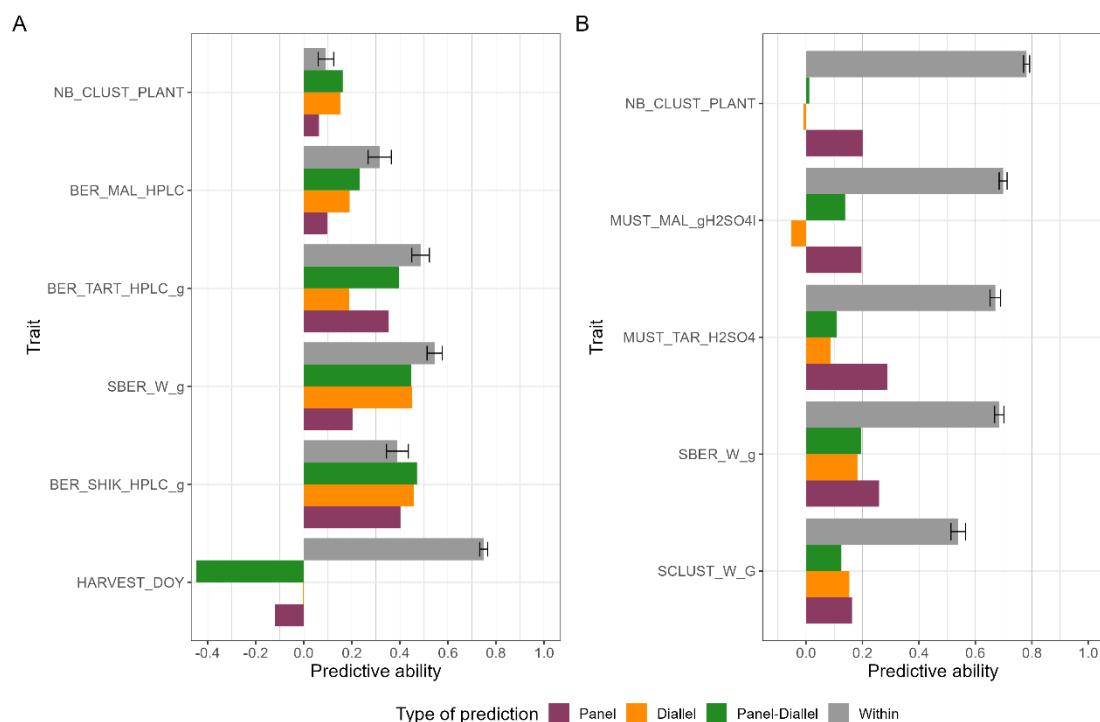 A
B
NB_CLUST_PLANT
BER_MAL_HPLC
BER_TART_HPLC_g
SBER_W_g
BER_SHIK_HPLC_g
HARVEST_DOY
Trait
-0.4 -0.2 0.0 0.2 0.4 0.6 0.8 1.0
Predictive ability
NB_CLUST_PLANT
MUST_MAL_gH2SO4l
MUST_TAR_H2SO4
SBER_W_g
SCLUST_W_G
Trait
0.0 0.2 0.4 0.6 0.8 1.0
Predictive ability
Type of prediction Panel Diallel Panel-Diallel Within